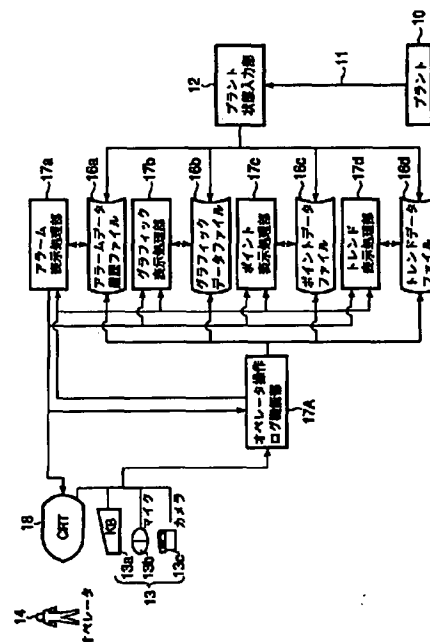 14
オペレータ
18
CRT
KB
13a
マイク
13b
13
カメラ
13c
オペレータ操作
ログ機能部
17A
17a
アラーム
表示処理部
16a
アラームデータ
履歴ファイル
17b
グラフィック
表示処理部
16b
グラフィック
データファイル
17c
ポイント
表示処理部
16c
ポイントデータ
ファイル
17d
トレンド
表示処理部
16d
トレンドデータ
ファイル
12
プラント
状態入力部
11
10
プラント